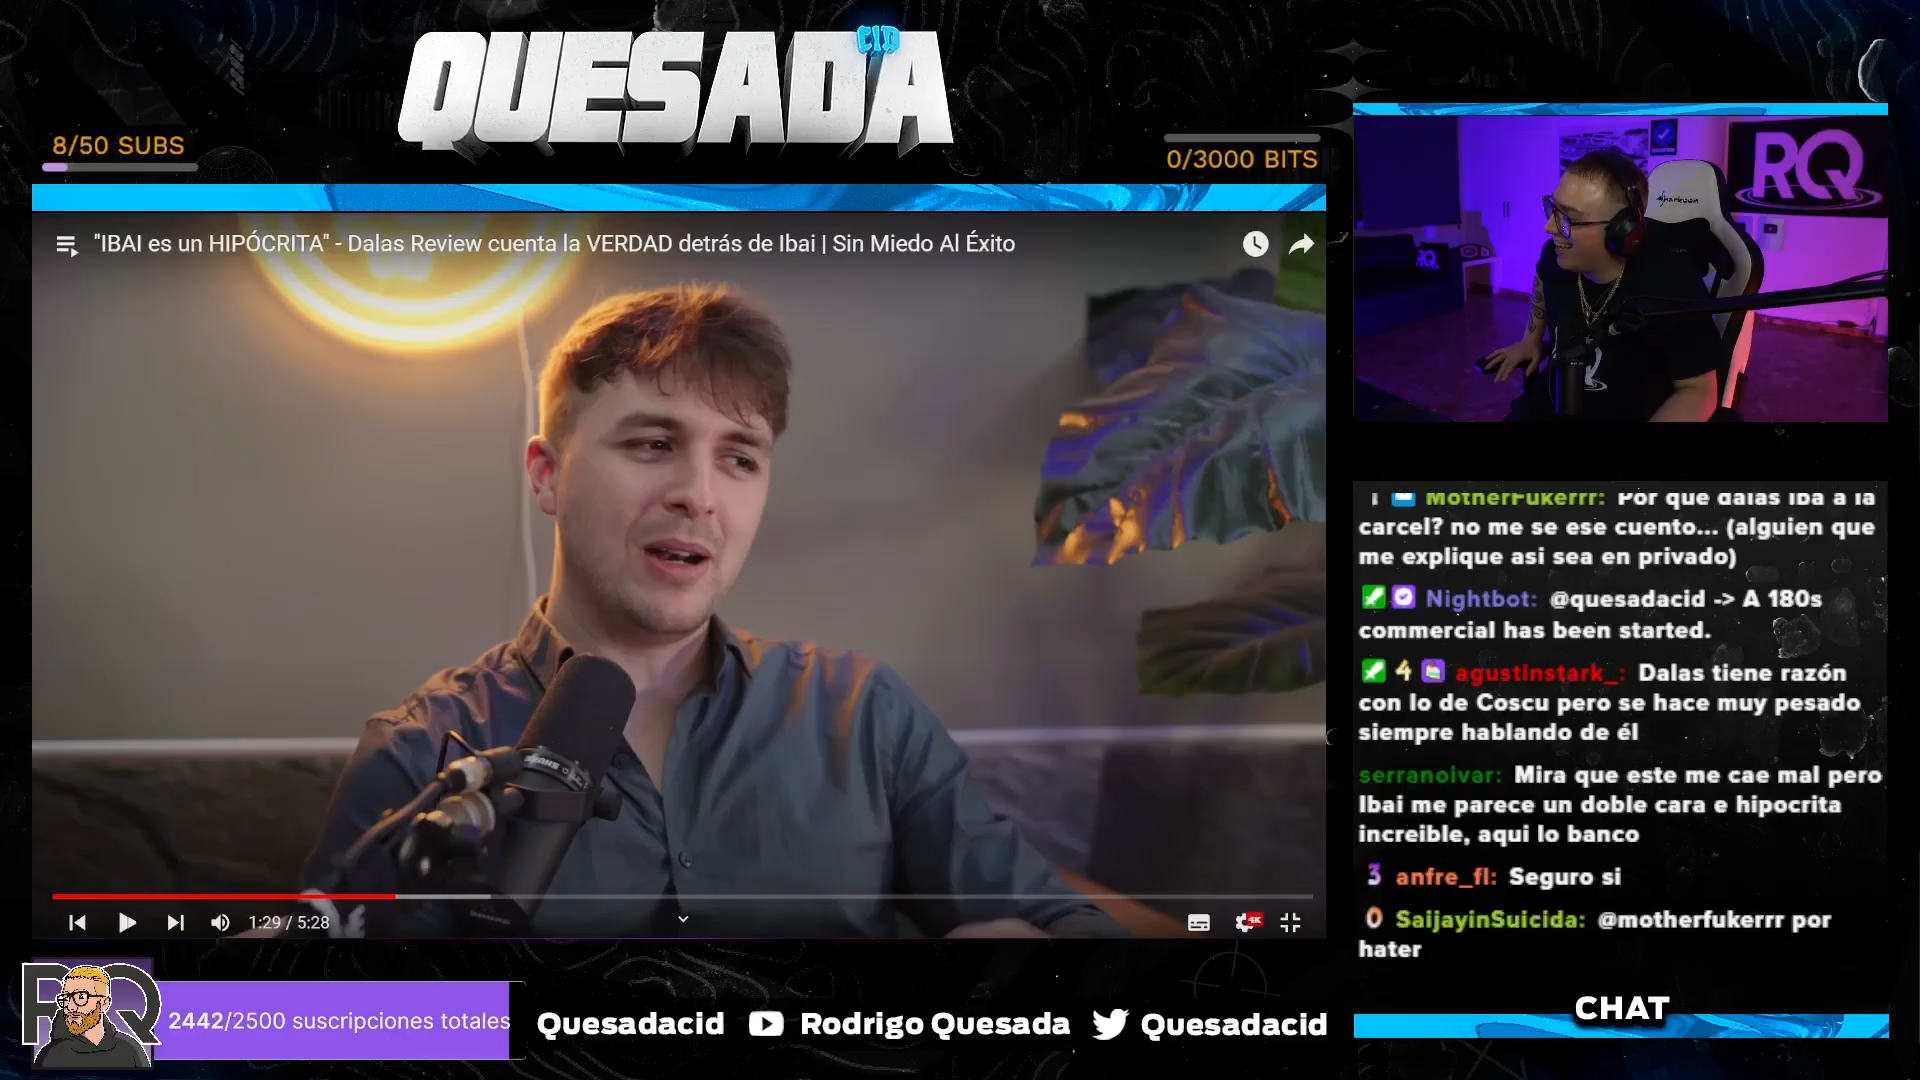 QUESADA
CID
8/50 SUBS
0/3000 BITS
"IBAI es un HIPÓCRITA" - Dalas Review cuenta la VERDAD detrás de Ibai | Sin Miedo Al Éxito
RQ
sharkoon
RQ.
MotherFukerrr: Por que dalas iba a la
carcel? no me se ese cuento... (alguien que
me explique asi sea en privado)
Nightbot: @quesadacid -> A 180s
commercial has been started.
4 agustinstark_: Dalas tiene razón
con lo de Coscu pero se hace muy pesado
siempre hablando de él
serranoivar: Mira que este me cae mal pero
Ibai me parece un doble cara e hipocrita
increible, aqui lo banco
3 anfre_fl: Seguro si
0 SaijayinSuicida: @motherfukerrr por
hater
CHAT
1:29 / 5:28
4K
RQ
2442/2500 suscripciones totales
Quesadacid
Rodrigo Quesada
Quesadacid